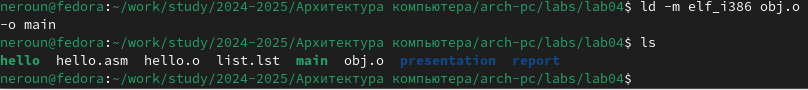 neroun@fedora:~/work/study/2024-2025/Архитектура компьютера/arch-pc/labs/lab04$ ld -m elf_i386 obj.o
-o main
neroun@fedora:~/work/study/2024-2025/Архитектура компьютера/arch-pc/labs/lab04$ ls
hello  hello.asm  hello.o  list.lst  main  obj.o  presentation  report
neroun@fedora:~/work/study/2024-2025/Архитектура компьютера/arch-pc/labs/lab04$